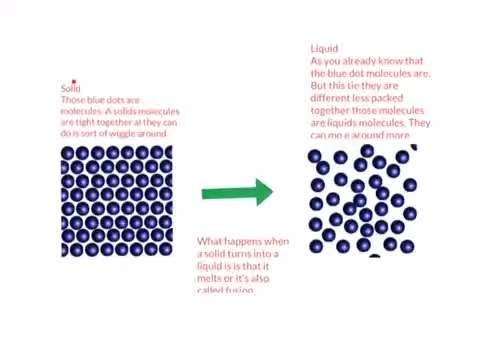 Solid
Those blue dots are
molecules. A solids molecules
are tight together al they can
do is sort of wiggle around
Liquid
As you already know that
the blue dot molecules are.
But this tie they are
different less packed
together those molecules
are liquids molecules. They
can mo e around more
What happens when
a solid turns into a
liquid is is that it
melts or it's also
called fusion